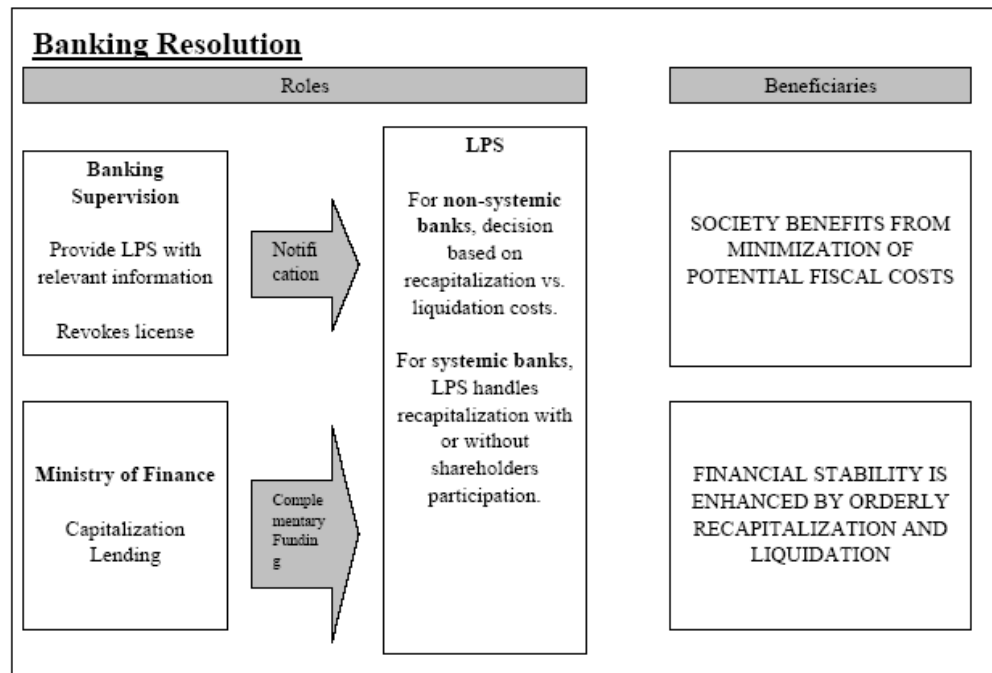 Banking Resolution
Roles
Beneficiaries
Banking
Supervision
Provide LPS with
relevant information
Revokes license
Notifi
cation
LPS
For non-systemic
banks, decision
based on
recapitalization vs.
liquidation costs.
For systemic banks,
LPS handles
recapitalization with
or without
shareholders
participation.
SOCIETY BENEFITS FROM
MINIMIZATION OF
POTENTIAL FISCAL COSTS
Ministry of Finance
Capitalization
Lending
Comple
mentary
Fundin
g
FINANCIAL STABILITY IS
ENHANCED BY ORDERLY
RECAPITALIZATION AND
LIQUIDATION